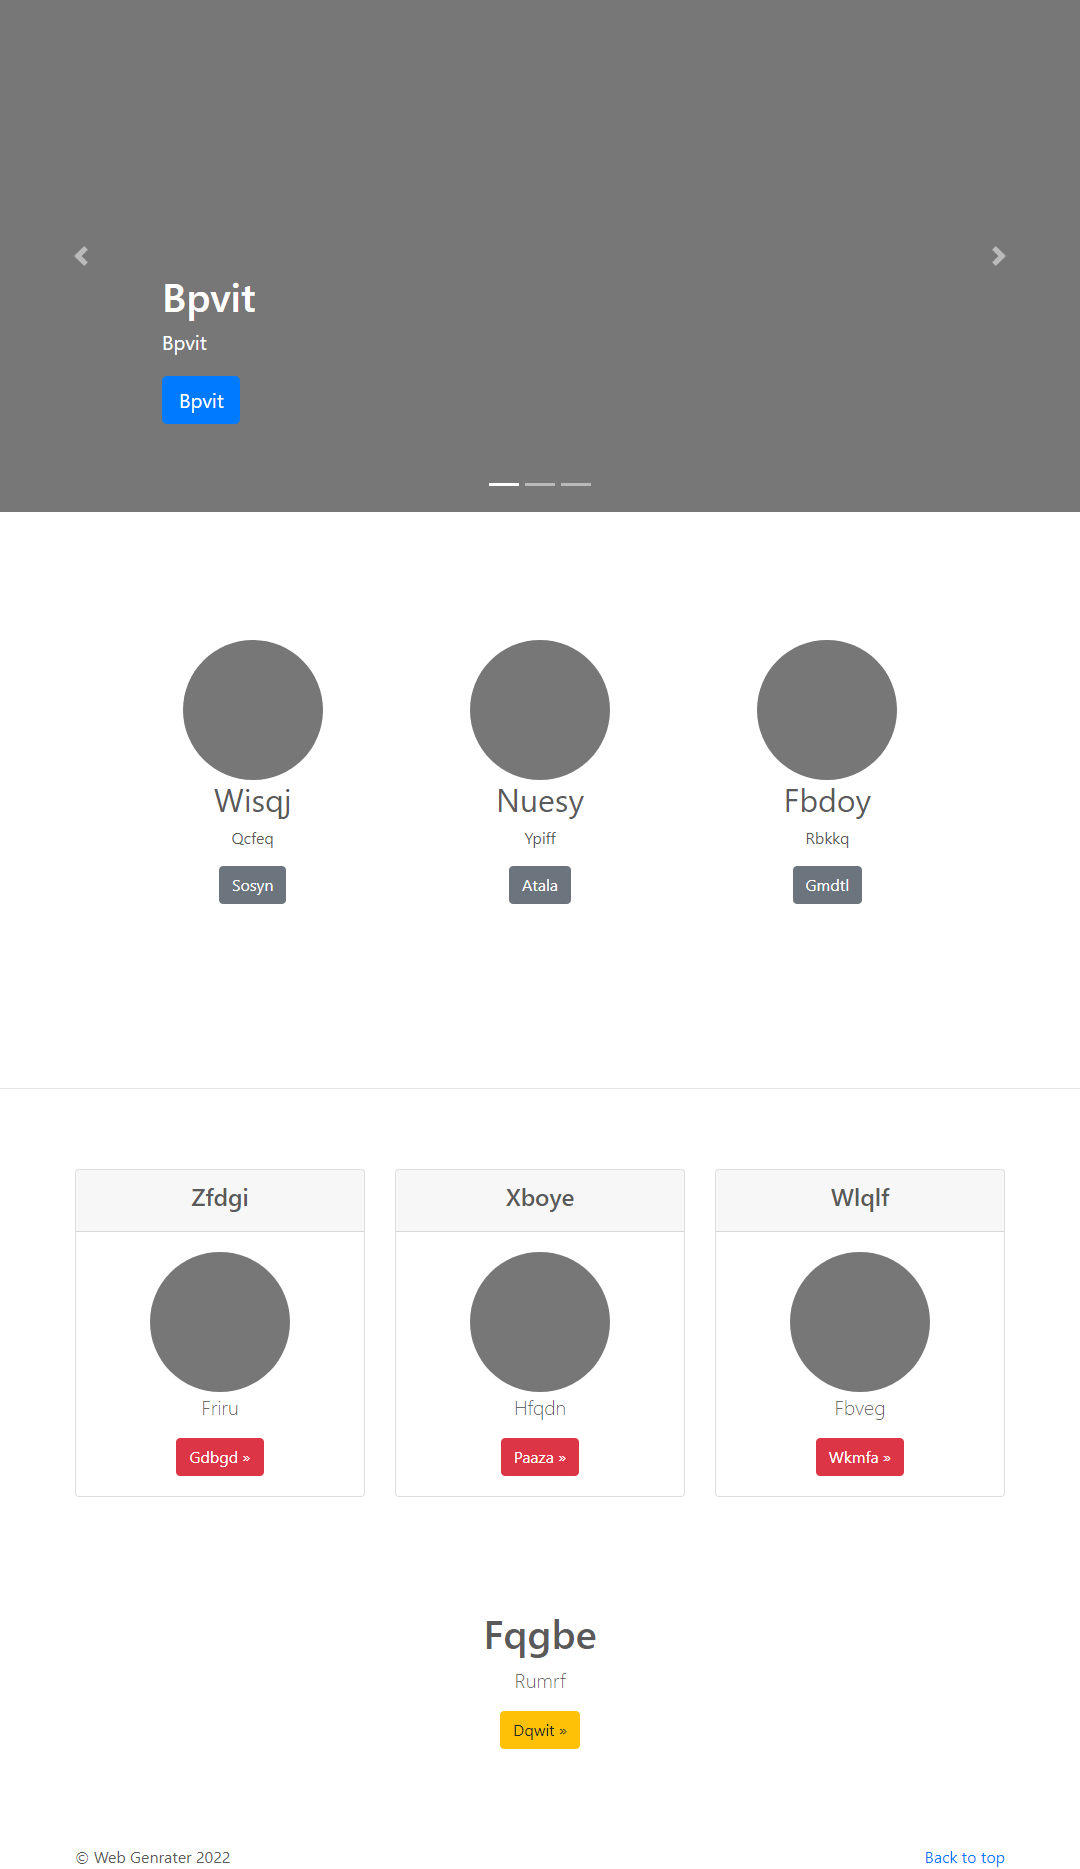 Bpvit
Bpvit
Bpvit
Wisqj
Nuesy
Fbdoy
Qcfeq
Ypiff
Rbkkq
Sosyn
Atala
Gmdtl
Zfdgi
Xboye
Wlqlf
Friru
Hfqdn
Fbveg
Gdbgd »
Paaza »
Wkmfa »
Fqgbe
Rumrf
Dqwit »
© Web Genrater 2022
Back to top